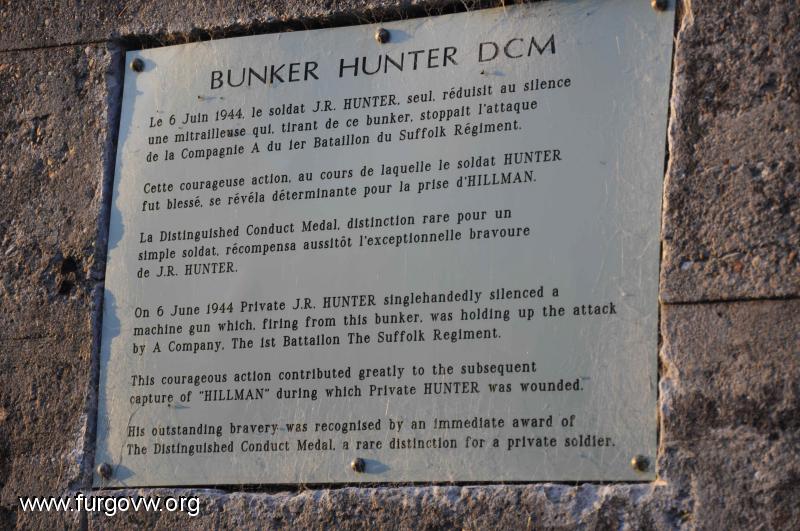 BUNKER HUNTER DCM
Le 6 Juin 1944, le soldat J.R. HUNTER, seul, réduisit au silence
une mitrailleuse qui, tirant de ce bunker, stoppait l'attaque
de la Compagnie A du 1er Bataillon du Suffolk Régiment.
Cette courageuse action, au cours de laquelle le soldat HUNTER
fut blessé, se révéla déterminante pour la prise d'HILLMAN.
La Distinguished Conduct Medal, distinction rare pour un
simple soldat, récompensa aussitôt l'exceptionnelle bravoure
de J.R. HUNTER.
On 6 June 1944 Private J.R. HUNTER singlehandedly silenced a
machine gun which, firing from this bunker, was holding up the attack
by A Company, The 1st Battalion The Suffolk Regiment.
This courageous action contributed greatly to the subsequent
capture of "HILLMAN" during which Private HUNTER was wounded.
His outstanding bravery was recognised by an immediate award of
The Distinguished Conduct Medal, a rare distinction for a private soldier.
www.furgovw.org